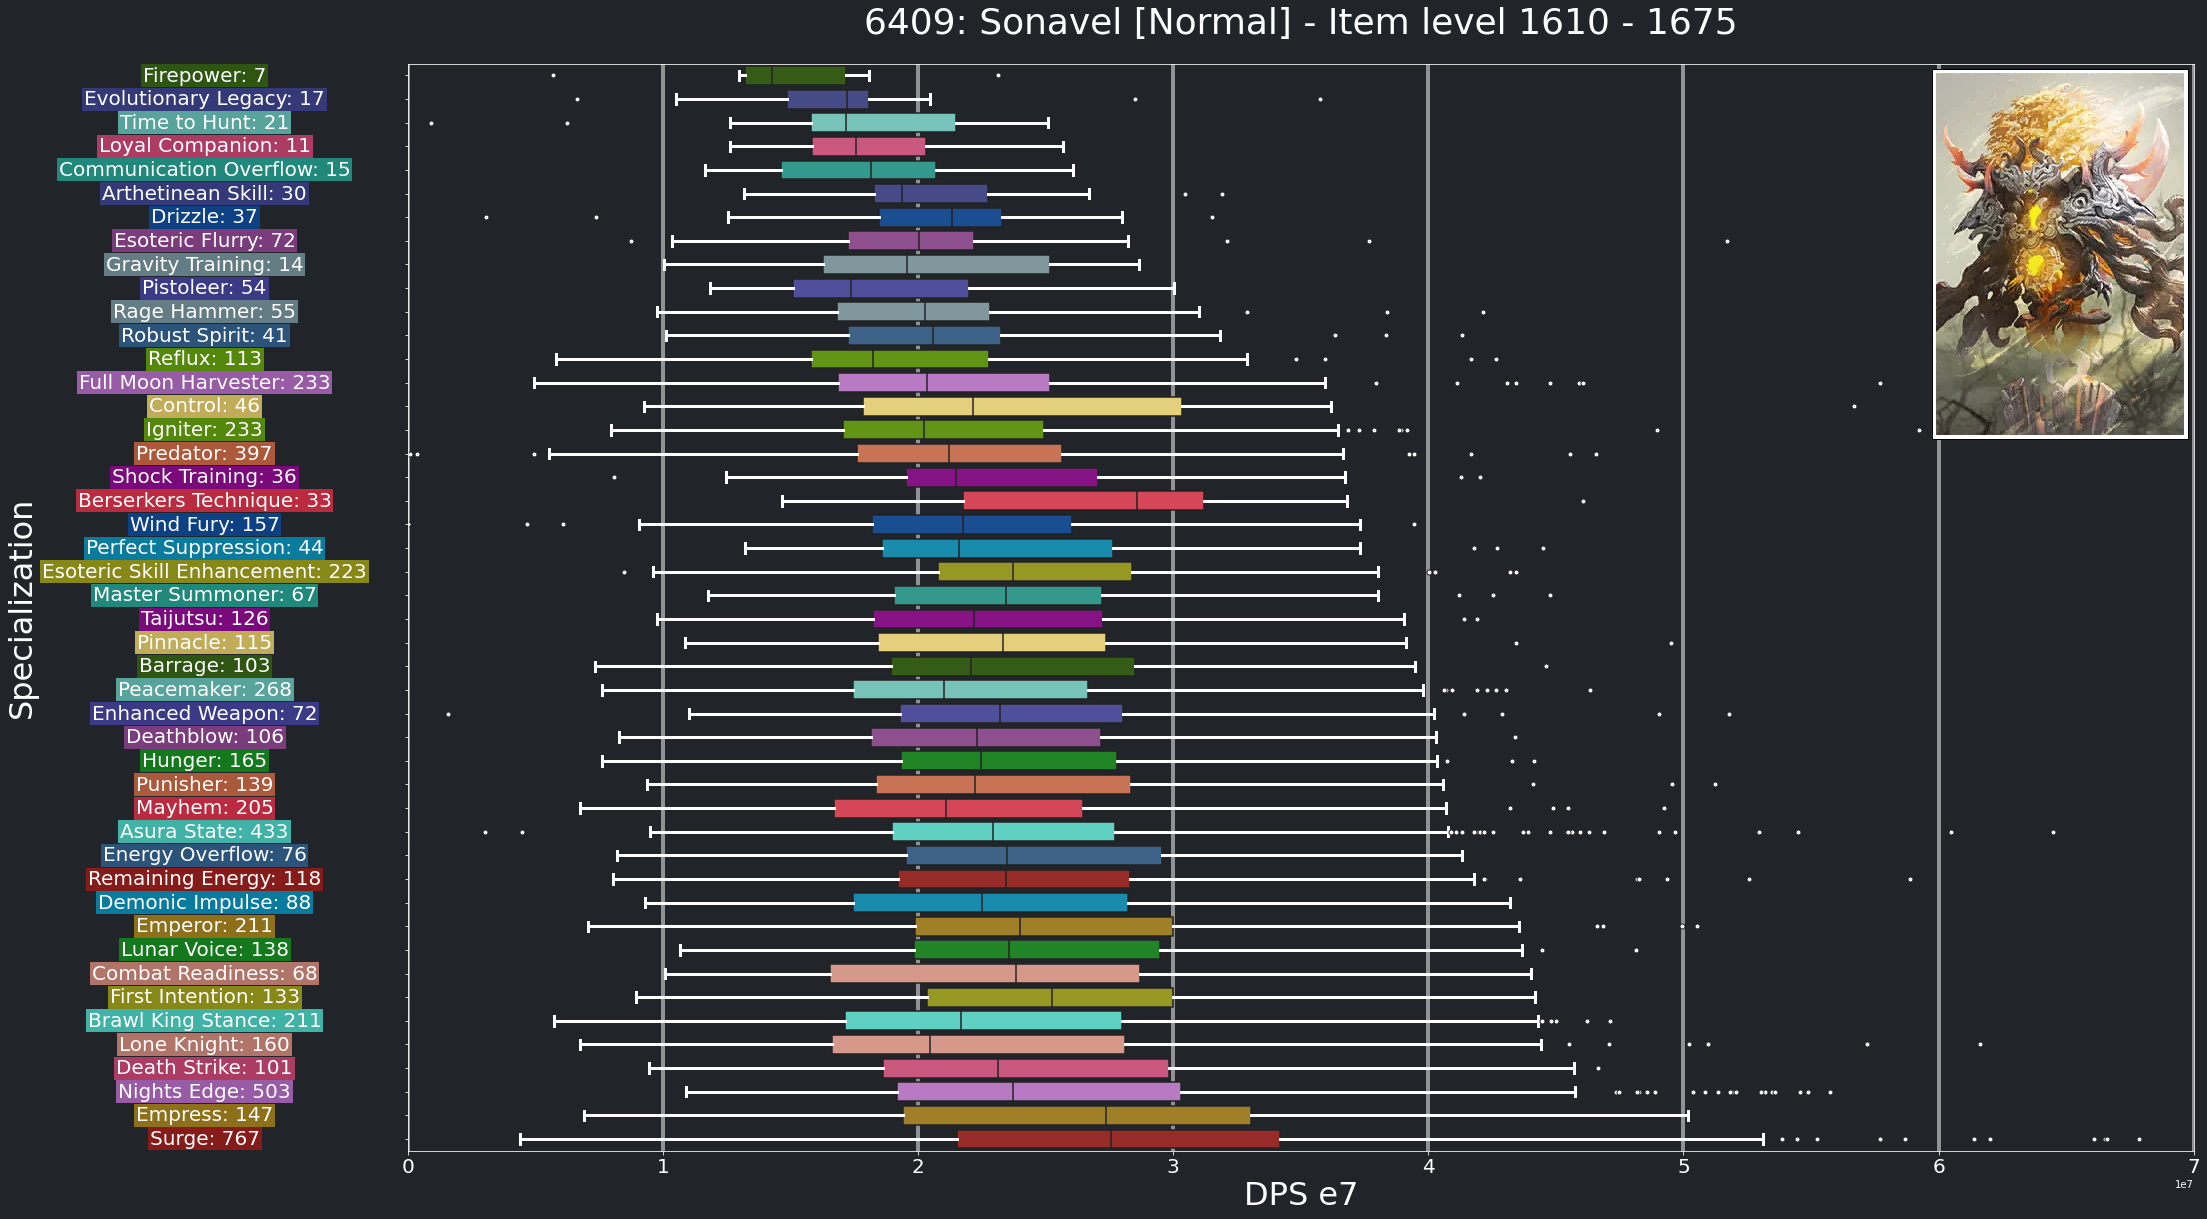 6409: Sonavel [Normal] - Item level 1610 - 1675
Firepower: 7
Evolutionary Legacy: 17
Time to Hunt: 21
Loyal Companion: 11
Communication Overflow: 15
Arthetinean Skill: 30
Drizzle: 37
Esoteric Flurry: 72
Gravity Training: 14
Pistoleer: 54
Rage Hammer: 55
Robust Spirit: 41
Reflux: 113
Full Moon Harvester: 233
Control: 46
Igniter: 233
Predator: 397
Shock Training: 36
Berserkers Technique: 33
Wind Fury: 157
Perfect Suppression: 44
Esoteric Skill Enhancement: 223
Master Summoner: 67
Taijutsu: 126
Pinnacle: 115
Barrage: 103
Peacemaker: 268
Enhanced Weapon: 72
Deathblow: 106
Hunger: 165
Punisher: 139
Mayhem: 205
Asura State: 433
Energy Overflow: 76
Remaining Energy: 118
Demonic Impulse: 88
Emperor: 211
Lunar Voice: 138
Combat Readiness: 68
First Intention: 133
Brawl King Stance: 211
Lone Knight: 160
Death Strike: 101
Nights Edge: 503
Empress: 147
Surge: 767
Specialization
0 1 2 3 4 5 6 7
1e7
DPS e7